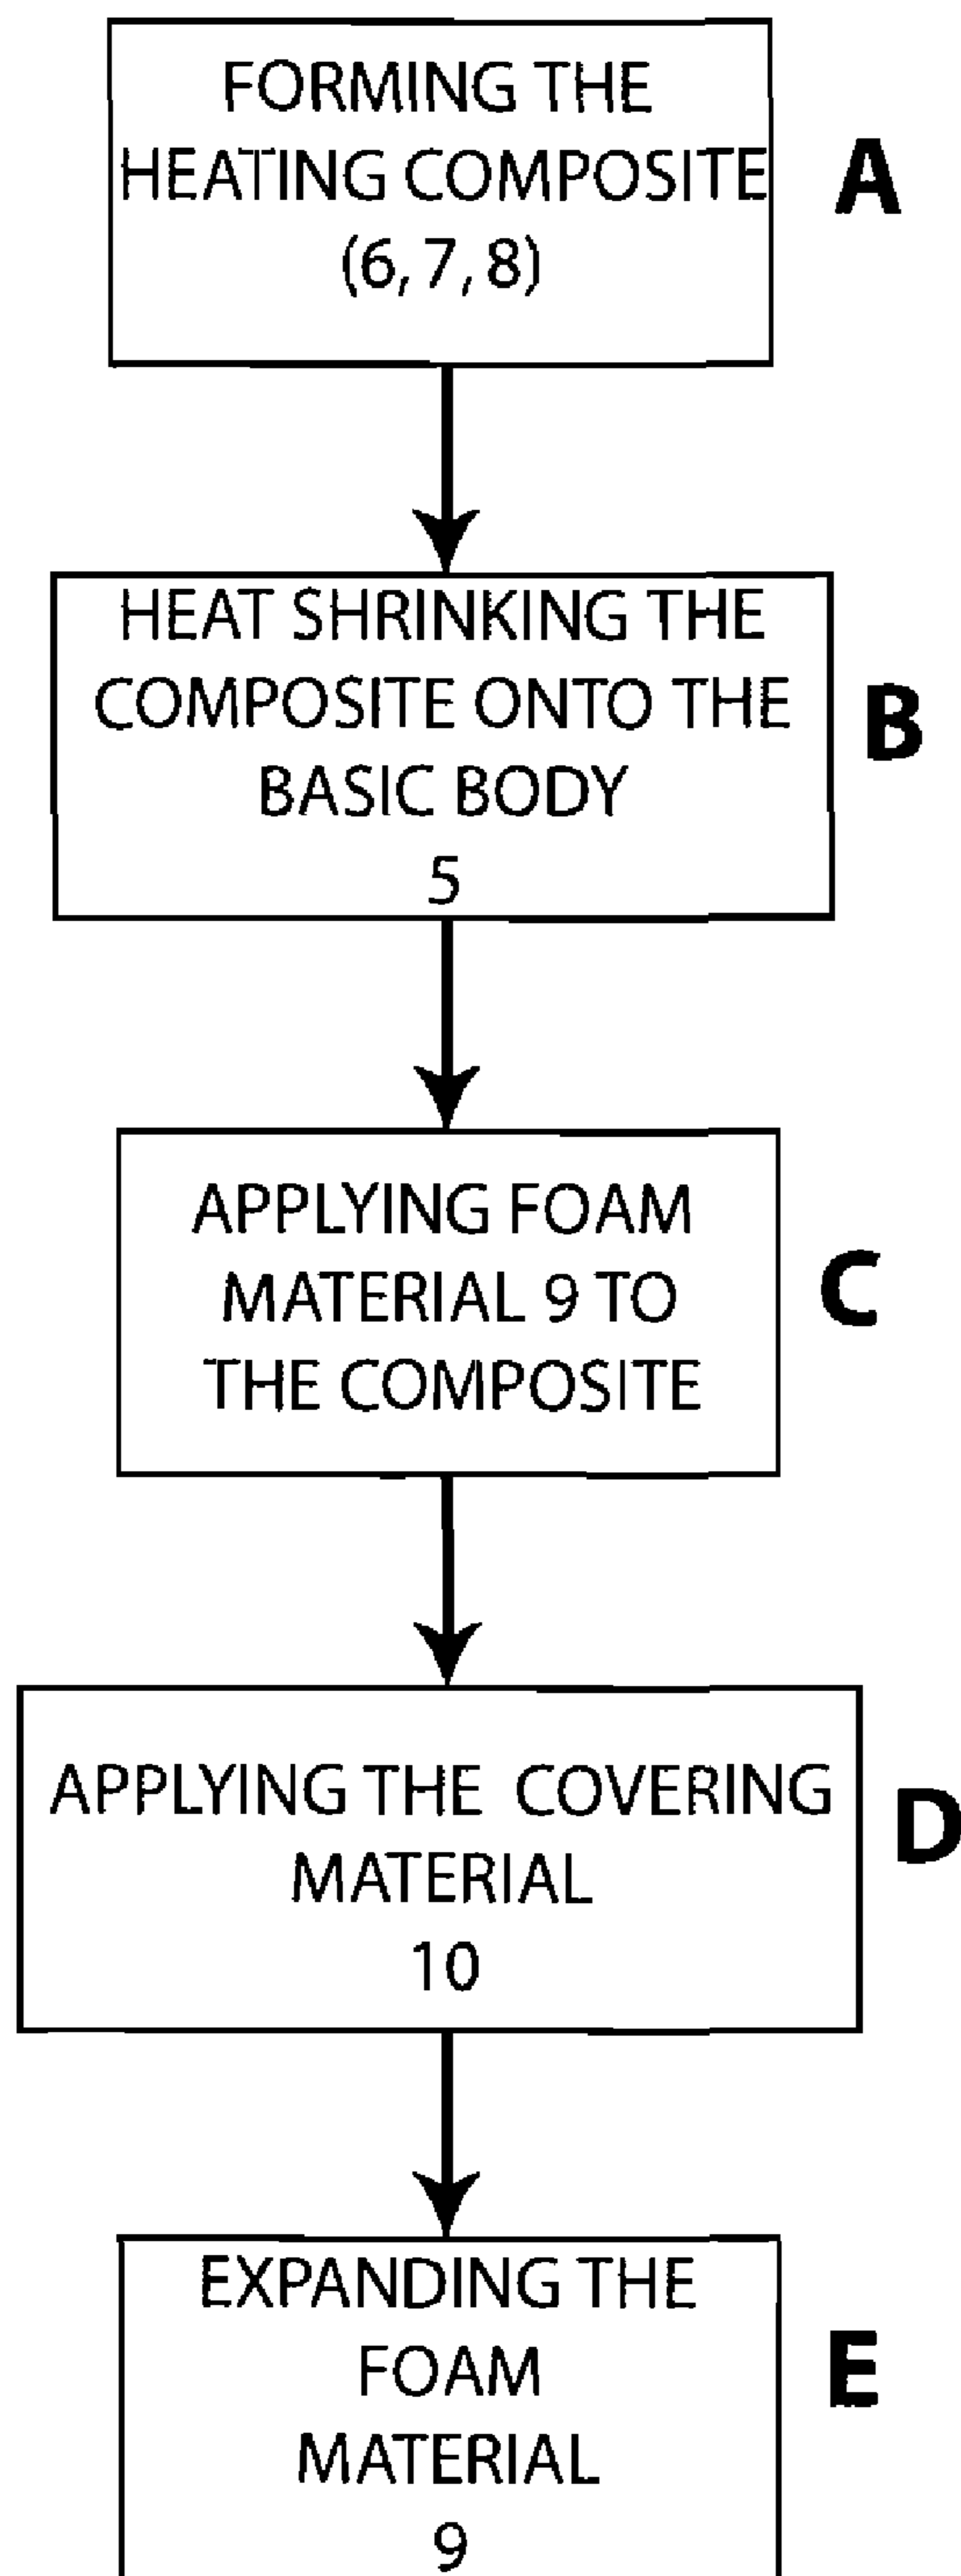 FORMING THE
HEATING COMPOSITE
(6, 7, 8)
A
HEAT SHRINKING THE
COMPOSITE ONTO THE
BASIC BODY
5
B
APPLYING FOAM
MATERIAL 9 TO
THE COMPOSITE
C
APPLYING THE COVERING
MATERIAL
10
D
EXPANDING THE
FOAM
MATERIAL
9
E